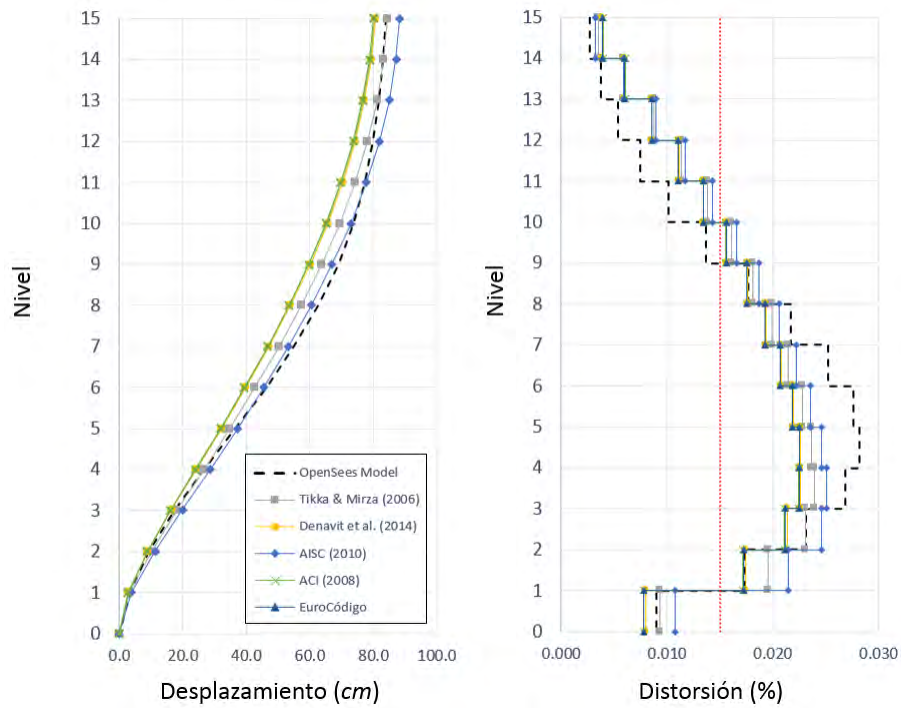 15
14
13
12
11
10
9
8
7
6
5
4
3
2
1
0
Nivel
0.0 20.0 40.0 60.0 80.0 100.0
Desplazamiento (cm)
OpenSees Model
Tikka & Mirza (2006)
Denavit et al. (2014)
AISC (2010)
ACI (2008)
EuroCódigo
15
14
13
12
11
10
9
8
7
6
5
4
3
2
1
0
Nivel
0.000 0.010 0.020 0.030
Distorsión (%)